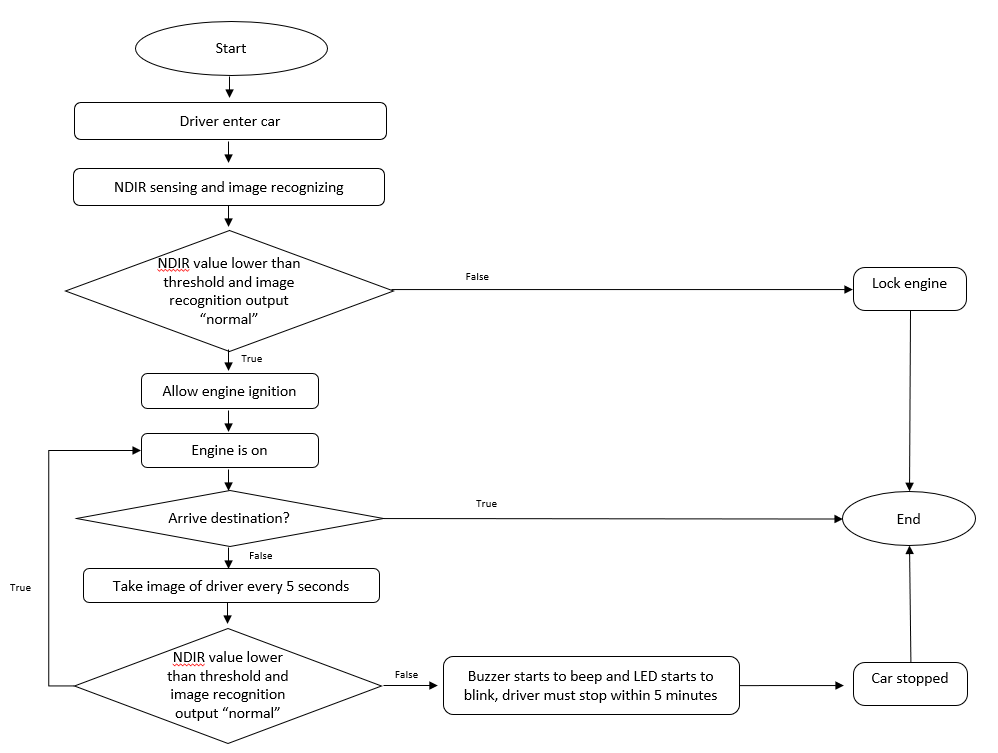 Start
Driver enter car
NDIR sensing and image recognizing
NDIR value lower than
threshold and image
recognition output
“normal”
False
Lock engine
True
Allow engine ignition
Engine is on
Arrive destination?
True
End
False
Take image of driver every 5 seconds
True
NDIR value lower
than threshold and
image recognition
output “normal”
False
Buzzer starts to beep and LED starts to
blink, driver must stop within 5 minutes
Car stopped